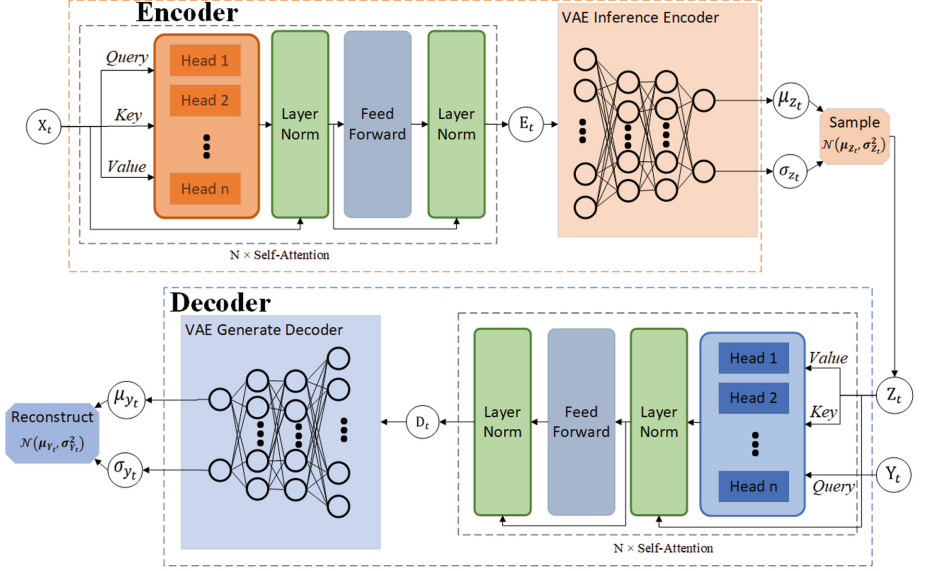 Encoder
VAE Inference Encoder
Query
Key
Value
Head 1
Head 2
Head n
X_t
Layer
Norm
Feed
Forward
Layer
Norm
E_t
μ_{Z_t}
σ_{Z_t}
Sample
𝒩(μ_{Z_t}, σ²_{Z_t})
N × Self-Attention
Decoder
VAE Generate Decoder
μ_{y_t}
σ_{y_t}
Reconstruct
𝒩(μ_{Y_t}, σ²_{Y_t})
D_t
Layer
Norm
Feed
Forward
Layer
Norm
Head 1
Head 2
Head n
Value
Key
Query
Z_t
Y_t
N × Self-Attention